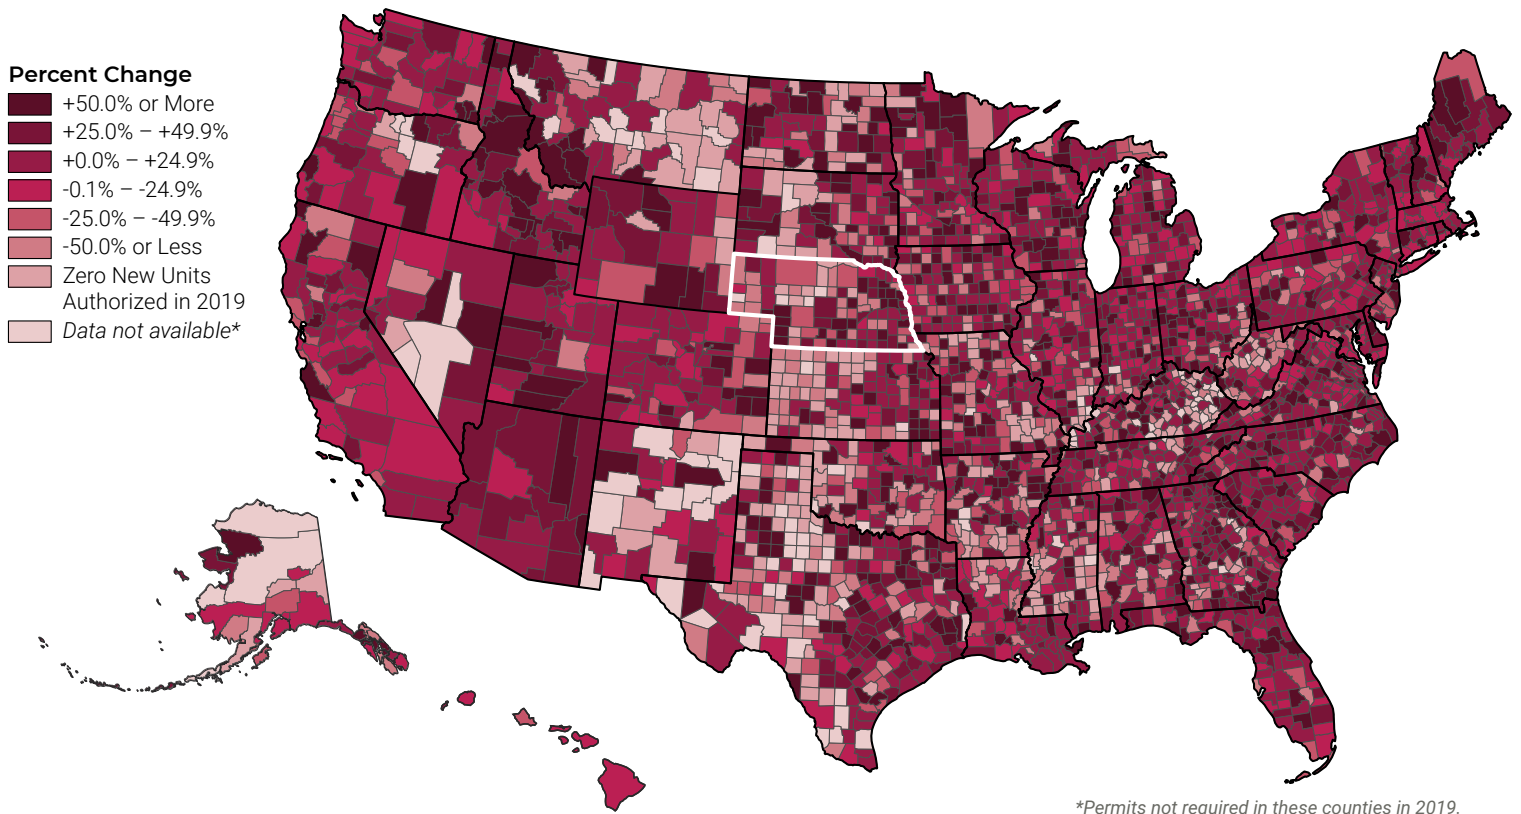 Percent Change
+50.0% or More
+25.0% – +49.9%
+0.0% – +24.9%
-0.1% – -24.9%
-25.0% – -49.9%
-50.0% or Less
Zero New Units
Authorized in 2019
Data not available*
*Permits not required in these counties in 2019.